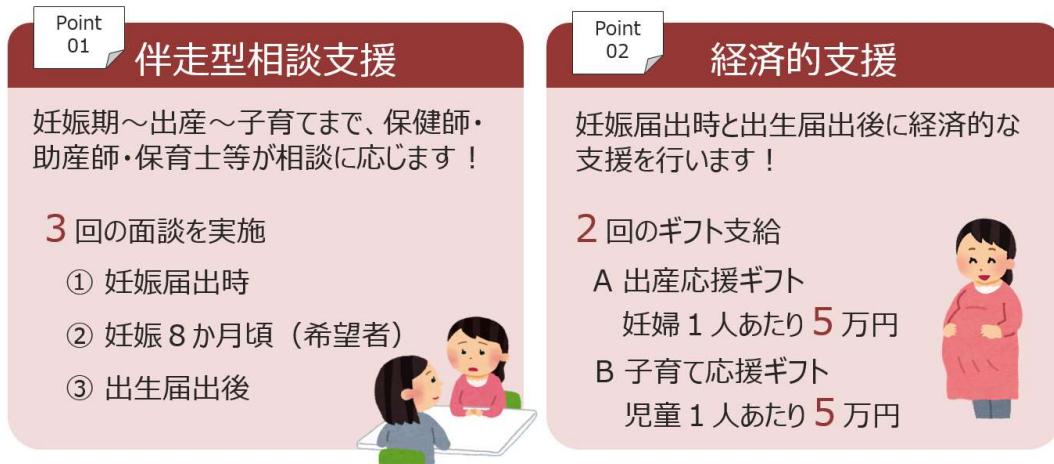 Point
01
伴走型相談支援
妊娠期～出産～子育てまで、保健師・
助産師・保育士等が相談に応じます！
3回の面談を実施
① 妊娠届出時
② 妊娠８か月頃（希望者）
③ 出生届出後
Point
02
経済的支援
妊娠届出時と出生届出後に経済的な
支援を行います！
2回のギフト支給
A 出産応援ギフト
妊婦１人あたり 5 万円
B 子育て応援ギフト
児童１人あたり 5 万円